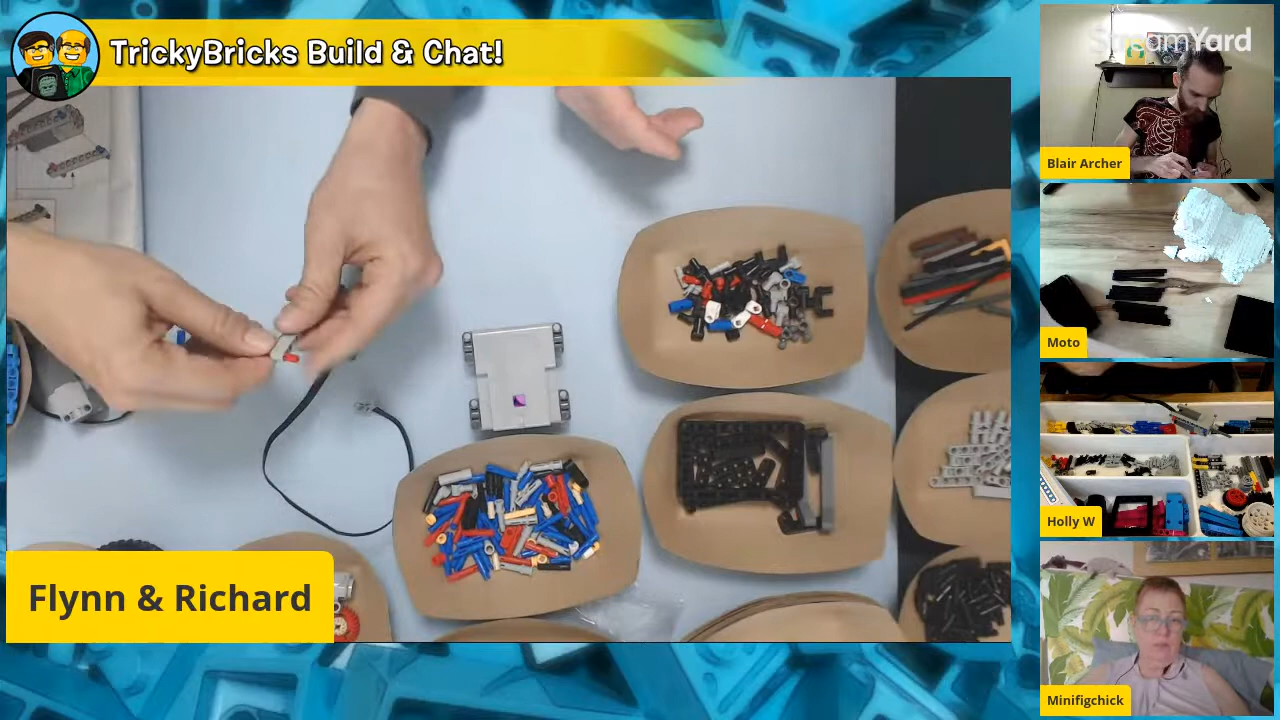 TrickyBricks Build & Chat!
StreamYard
Blair Archer
Moto
Holly W
Flynn & Richard
Minifigchick